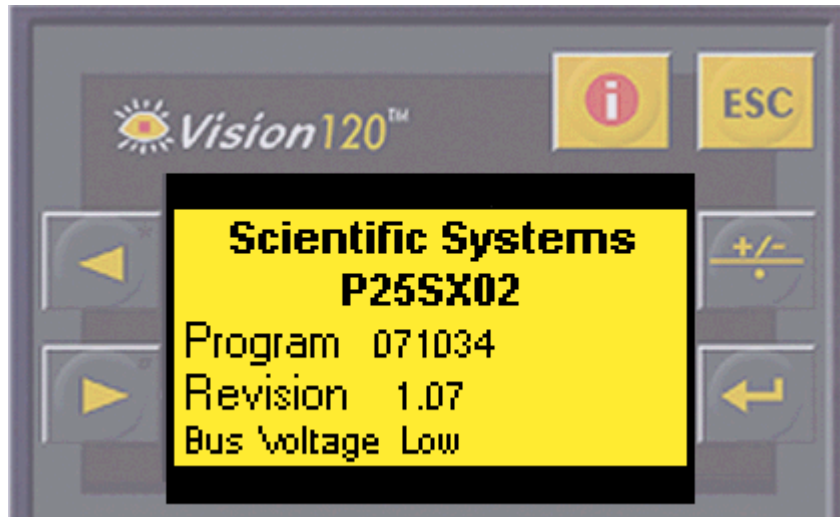 Vision120™
i
ESC
Scientific Systems
P25SX02
+/-
Program 071034
Revision 1.07
Bus Voltage Low